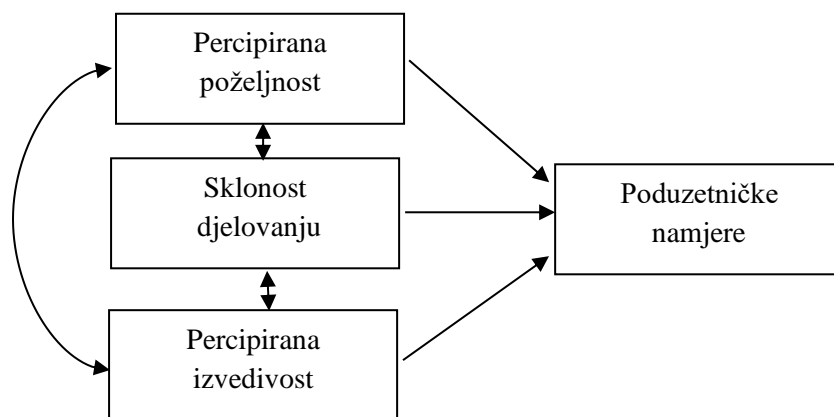 Percipirana
poželjnost
Sklonost
djelovanju
Poduzetničke
namjere
Percipirana
izvedivost